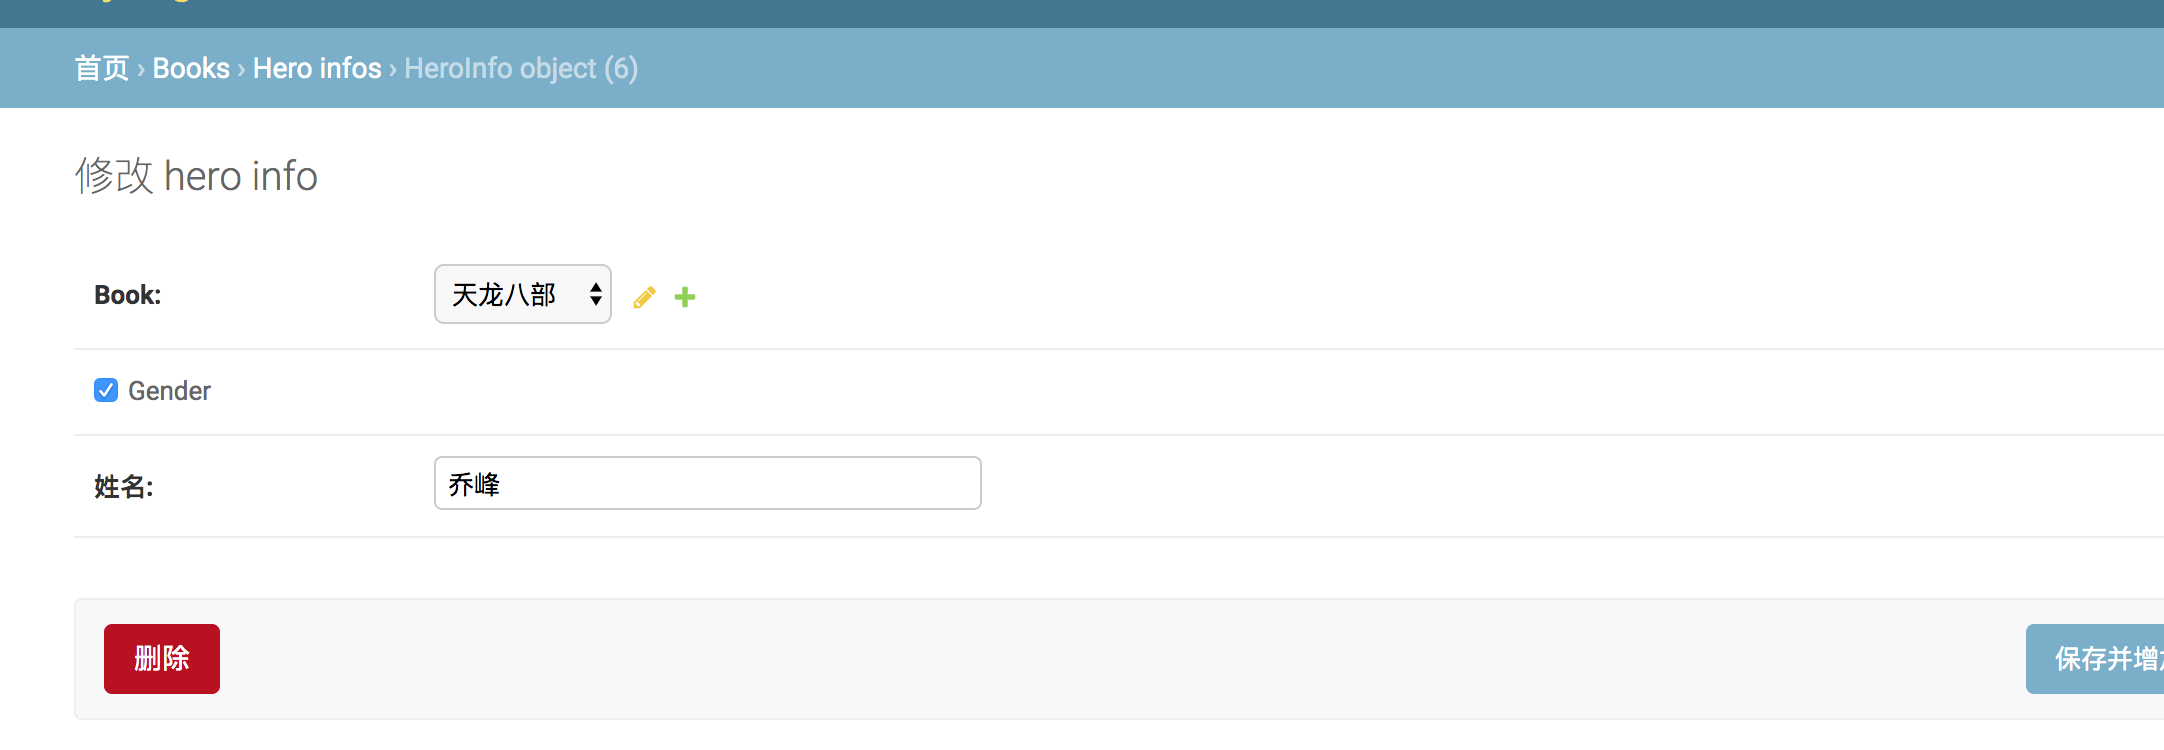 首页 › Books › Hero infos › HeroInfo object (6)
修改 hero info
Book: 天龙八部
Gender
姓名: 乔峰
删除 保存并增